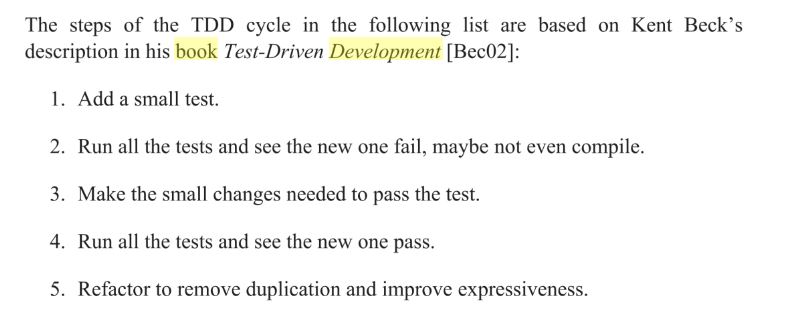 The steps of the TDD cycle in the following list are based on Kent Beck’s
description in his book Test-Driven Development [Bec02]:
1. Add a small test.
2. Run all the tests and see the new one fail, maybe not even compile.
3. Make the small changes needed to pass the test.
4. Run all the tests and see the new one pass.
5. Refactor to remove duplication and improve expressiveness.